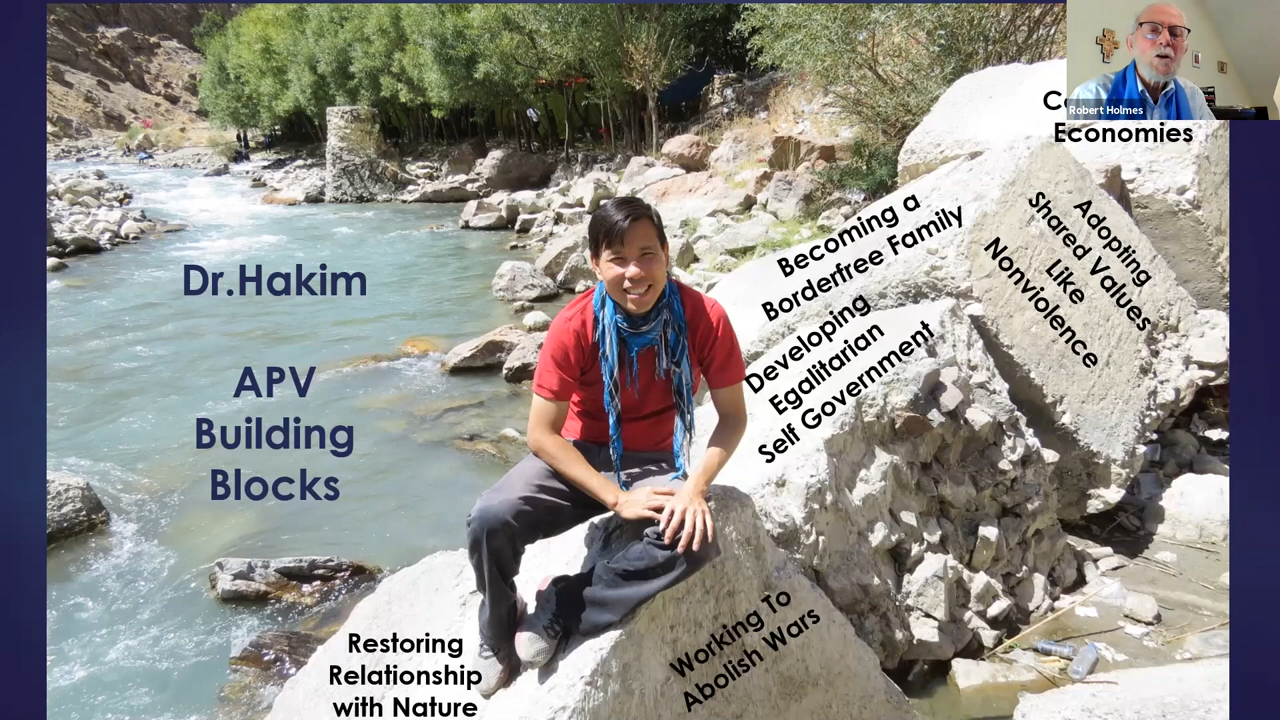 Robert Holmes
Economies
Dr.Hakim
APV
Building
Blocks
Becoming a
Borderfree Family
Adopting
Shared Values
Like
Nonviolence
Developing
Egalitarian
Self Government
Restoring
Relationship
with Nature
Working To
Abolish Wars